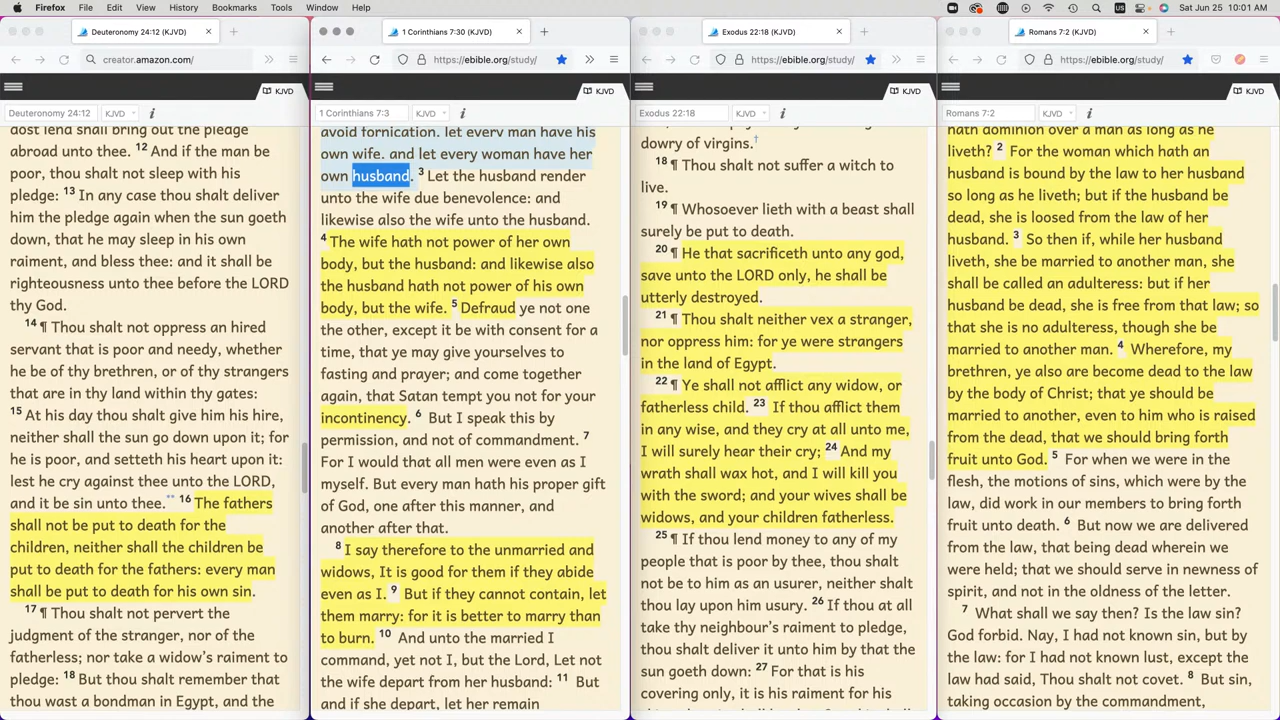 Firefox File Edit View History Bookmarks Tools Window Help Sat Jun 25 10:01 AM
Deuteronomy 24:12 (KJVD)
creator.amazon.com/
KJVD
Deuteronomy 24:12 KJVD i
dost lend shall bring out the pledge
abroad unto thee. 12 And if the man be
poor, thou shalt not sleep with his
pledge: 13 In any case thou shalt deliver
him the pledge again when the sun goeth
down, that he may sleep in his own
raiment, and bless thee: and it shall be
righteousness unto thee before the LORD
thy God.
14 ¶ Thou shalt not oppress an hired
servant that is poor and needy, whether
he be of thy brethren, or of thy strangers
that are in thy land within thy gates:
15 At his day thou shalt give him his hire,
neither shall the sun go down upon it; for
he is poor, and setteth his heart upon it:
lest he cry against thee unto the LORD,
and it be sin unto thee.** 16 The fathers
shall not be put to death for the
children, neither shall the children be
put to death for the fathers: every man
shall be put to death for his own sin.
17 ¶ Thou shalt not pervert the
judgment of the stranger, nor of the
fatherless; nor take a widow's raiment to
pledge: 18 But thou shalt remember that
thou wast a bondman in Egypt, and the
1 Corinthians 7:30 (KJVD)
https://ebible.org/study/
KJVD
1 Corinthians 7:3 KJVD i
avoid fornication, let every man have his
own wife, and let every woman have her
own husband. 3 Let the husband render
unto the wife due benevolence: and
likewise also the wife unto the husband.
4 The wife hath not power of her own
body, but the husband: and likewise also
the husband hath not power of his own
body, but the wife. 5 Defraud ye not one
the other, except it be with consent for a
time, that ye may give yourselves to
fasting and prayer; and come together
again, that Satan tempt you not for your
incontinency. 6 But I speak this by
permission, and not of commandment. 7
For I would that all men were even as I
myself. But every man hath his proper gift
of God, one after this manner, and
another after that.
8 I say therefore to the unmarried and
widows, It is good for them if they abide
even as I. 9 But if they cannot contain, let
them marry: for it is better to marry than
to burn. 10 And unto the married I
command, yet not I, but the Lord, Let not
the wife depart from her husband: 11 But
and if she depart, let her remain
Exodus 22:18 (KJVD)
https://ebible.org/study/
KJVD
Exodus 22:18 KJVD i
dowry of virgins.†
18 ¶ Thou shalt not suffer a witch to
live.
19 ¶ Whosoever lieth with a beast shall
surely be put to death.
20 ¶ He that sacrificeth unto any god,
save unto the LORD only, he shall be
utterly destroyed.
21 ¶ Thou shalt neither vex a stranger,
nor oppress him: for ye were strangers
in the land of Egypt.
22 ¶ Ye shall not afflict any widow, or
fatherless child. 23 If thou afflict them
in any wise, and they cry at all unto me,
I will surely hear their cry; 24 And my
wrath shall wax hot, and I will kill you
with the sword; and your wives shall be
widows, and your children fatherless.
25 ¶ If thou lend money to any of my
people that is poor by thee, thou shalt
not be to him as an usurer, neither shalt
thou lay upon him usury. 26 If thou at all
take thy neighbour's raiment to pledge,
thou shalt deliver it unto him by that the
sun goeth down: 27 For that is his
covering only, it is his raiment for his
Romans 7:2 (KJVD)
https://ebible.org/study/
KJVD
Romans 7:2 KJVD i
hath dominion over a man as long as he
liveth? 2 For the woman which hath an
husband is bound by the law to her husband
so long as he liveth; but if the husband be
dead, she is loosed from the law of her
husband. 3 So then if, while her husband
liveth, she be married to another man, she
shall be called an adulteress: but if her
husband be dead, she is free from that law; so
that she is no adulteress, though she be
married to another man. 4 Wherefore, my
brethren, ye also are become dead to the law
by the body of Christ; that ye should be
married to another, even to him who is raised
from the dead, that we should bring forth
fruit unto God. 5 For when we were in the
flesh, the motions of sins, which were by the
law, did work in our members to bring forth
fruit unto death. 6 But now we are delivered
from the law, that being dead wherein we
were held; that we should serve in newness of
spirit, and not in the oldness of the letter.
7 What shall we say then? Is the law sin?
God forbid. Nay, I had not known sin, but by
the law: for I had not known lust, except the
law had said, Thou shalt not covet. 8 But sin,
taking occasion by the commandment,